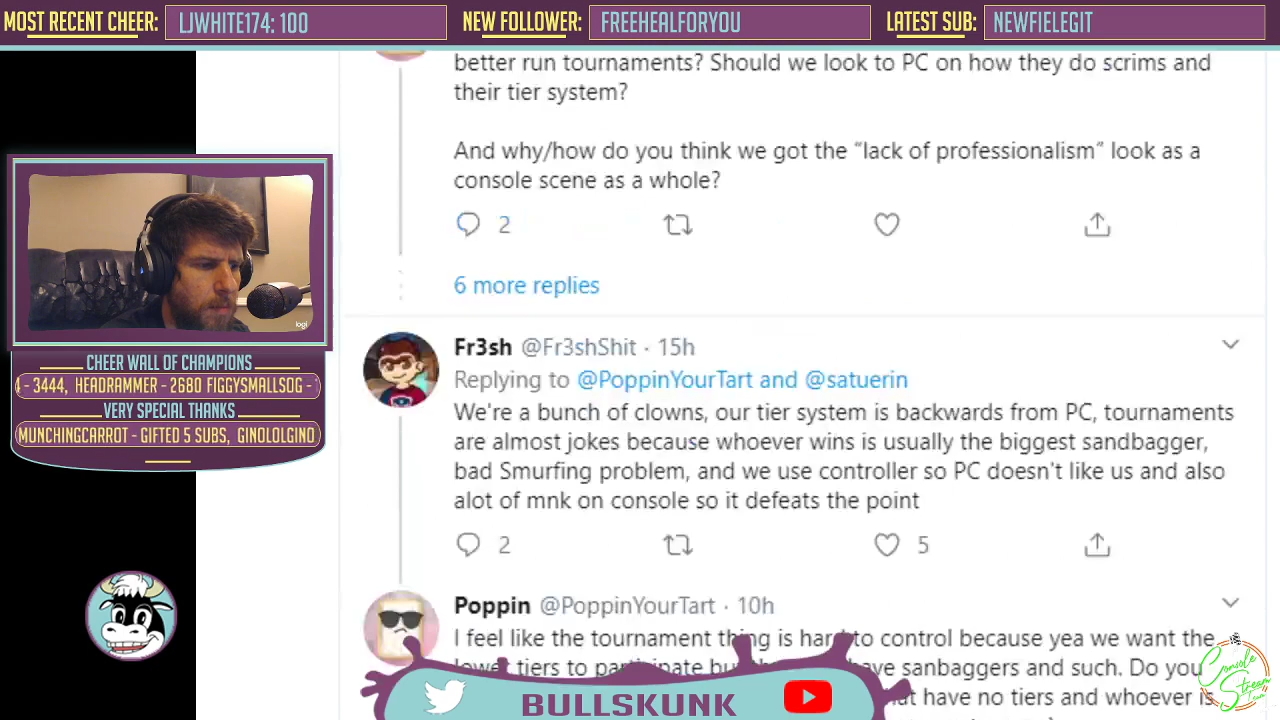 MOST RECENT CHEER: LJWHITE174: 100 NEW FOLLOWER: FREEHEALFORYOU LATEST SUB: NEWFIELEGIT
better run tournaments? Should we look to PC on how they do scrims and
their tier system?
And why/how do you think we got the “lack of professionalism” look as a
console scene as a whole?
2
6 more replies
Fr3sh @Fr3shShit · 15h
Replying to @PoppinYourTart and @satuerin
We're a bunch of clowns, our tier system is backwards from PC, tournaments
are almost jokes because whoever wins is usually the biggest sandbagger,
bad Smurfing problem, and we use controller so PC doesn't like us and also
alot of mnk on console so it defeats the point
2 5
Poppin @PoppinYourTart · 10h
I feel like the tournament thing is hard to control because yea we want the
lower tiers to participate have sanbaggers and such. Do you
have no tiers and whoever is
logi
CHEER WALL OF CHAMPIONS
- 3444, HEADRAMMER - 2680 FIGGYSMALLSOG -
VERY SPECIAL THANKS
MUNCHINGCARROT - GIFTED 5 SUBS, GINOLOLGINO
BULLSKUNK
Console
Stream
.com